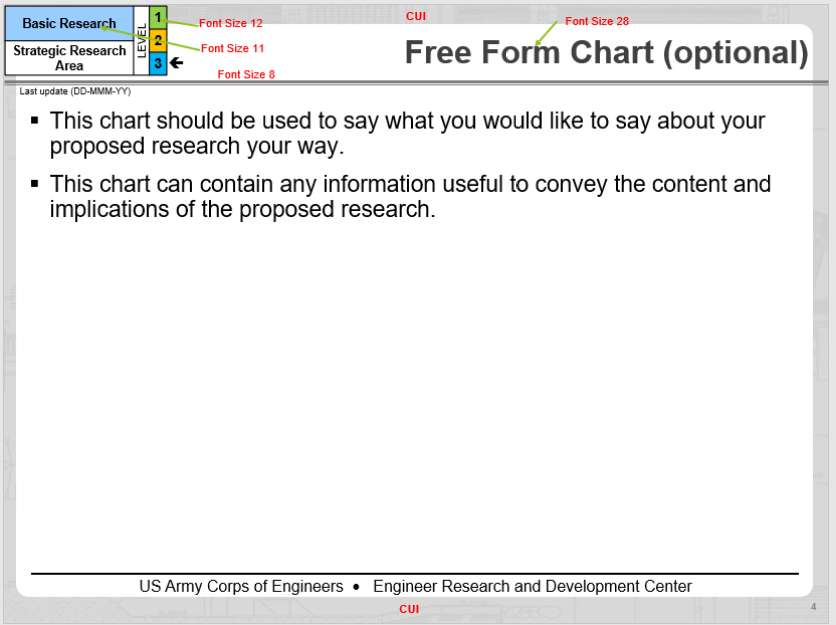 CUI
Basic Research
Strategic Research
Area
LEVEL
1
2
3
Font Size 12
Font Size 11
Font Size 8
Font Size 28
Free Form Chart (optional)
Last update (DD-MMM-YY)
▪ This chart should be used to say what you would like to say about your
proposed research your way.
▪ This chart can contain any information useful to convey the content and
implications of the proposed research.
US Army Corps of Engineers • Engineer Research and Development Center
CUI
4